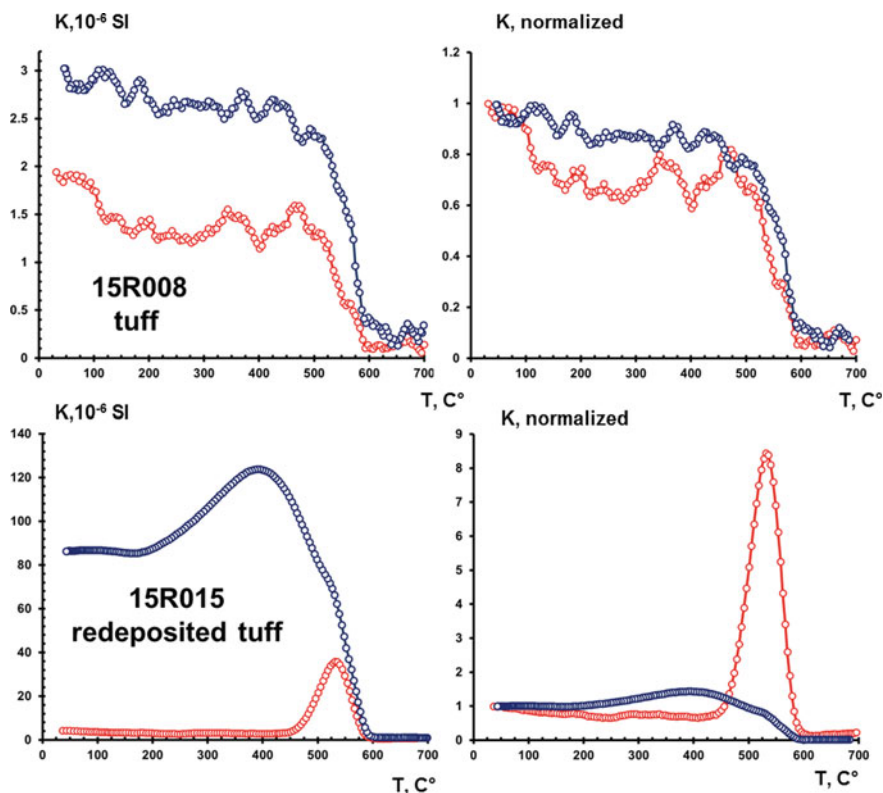 K,10⁻⁶ SI
3
2.5
2
1.5
1
0.5
0
15R008
tuff
0 100 200 300 400 500 600 700
T, C°
K, normalized
1.2
1
0.8
0.6
0.4
0.2
0
0 100 200 300 400 500 600 700
T, C°
K,10⁻⁶ SI
140
120
100
80
60
40
20
0
15R015
redeposited tuff
0 100 200 300 400 500 600 700
T, C°
K, normalized
9
8
7
6
5
4
3
2
1
0
0 100 200 300 400 500 600 700
T, C°